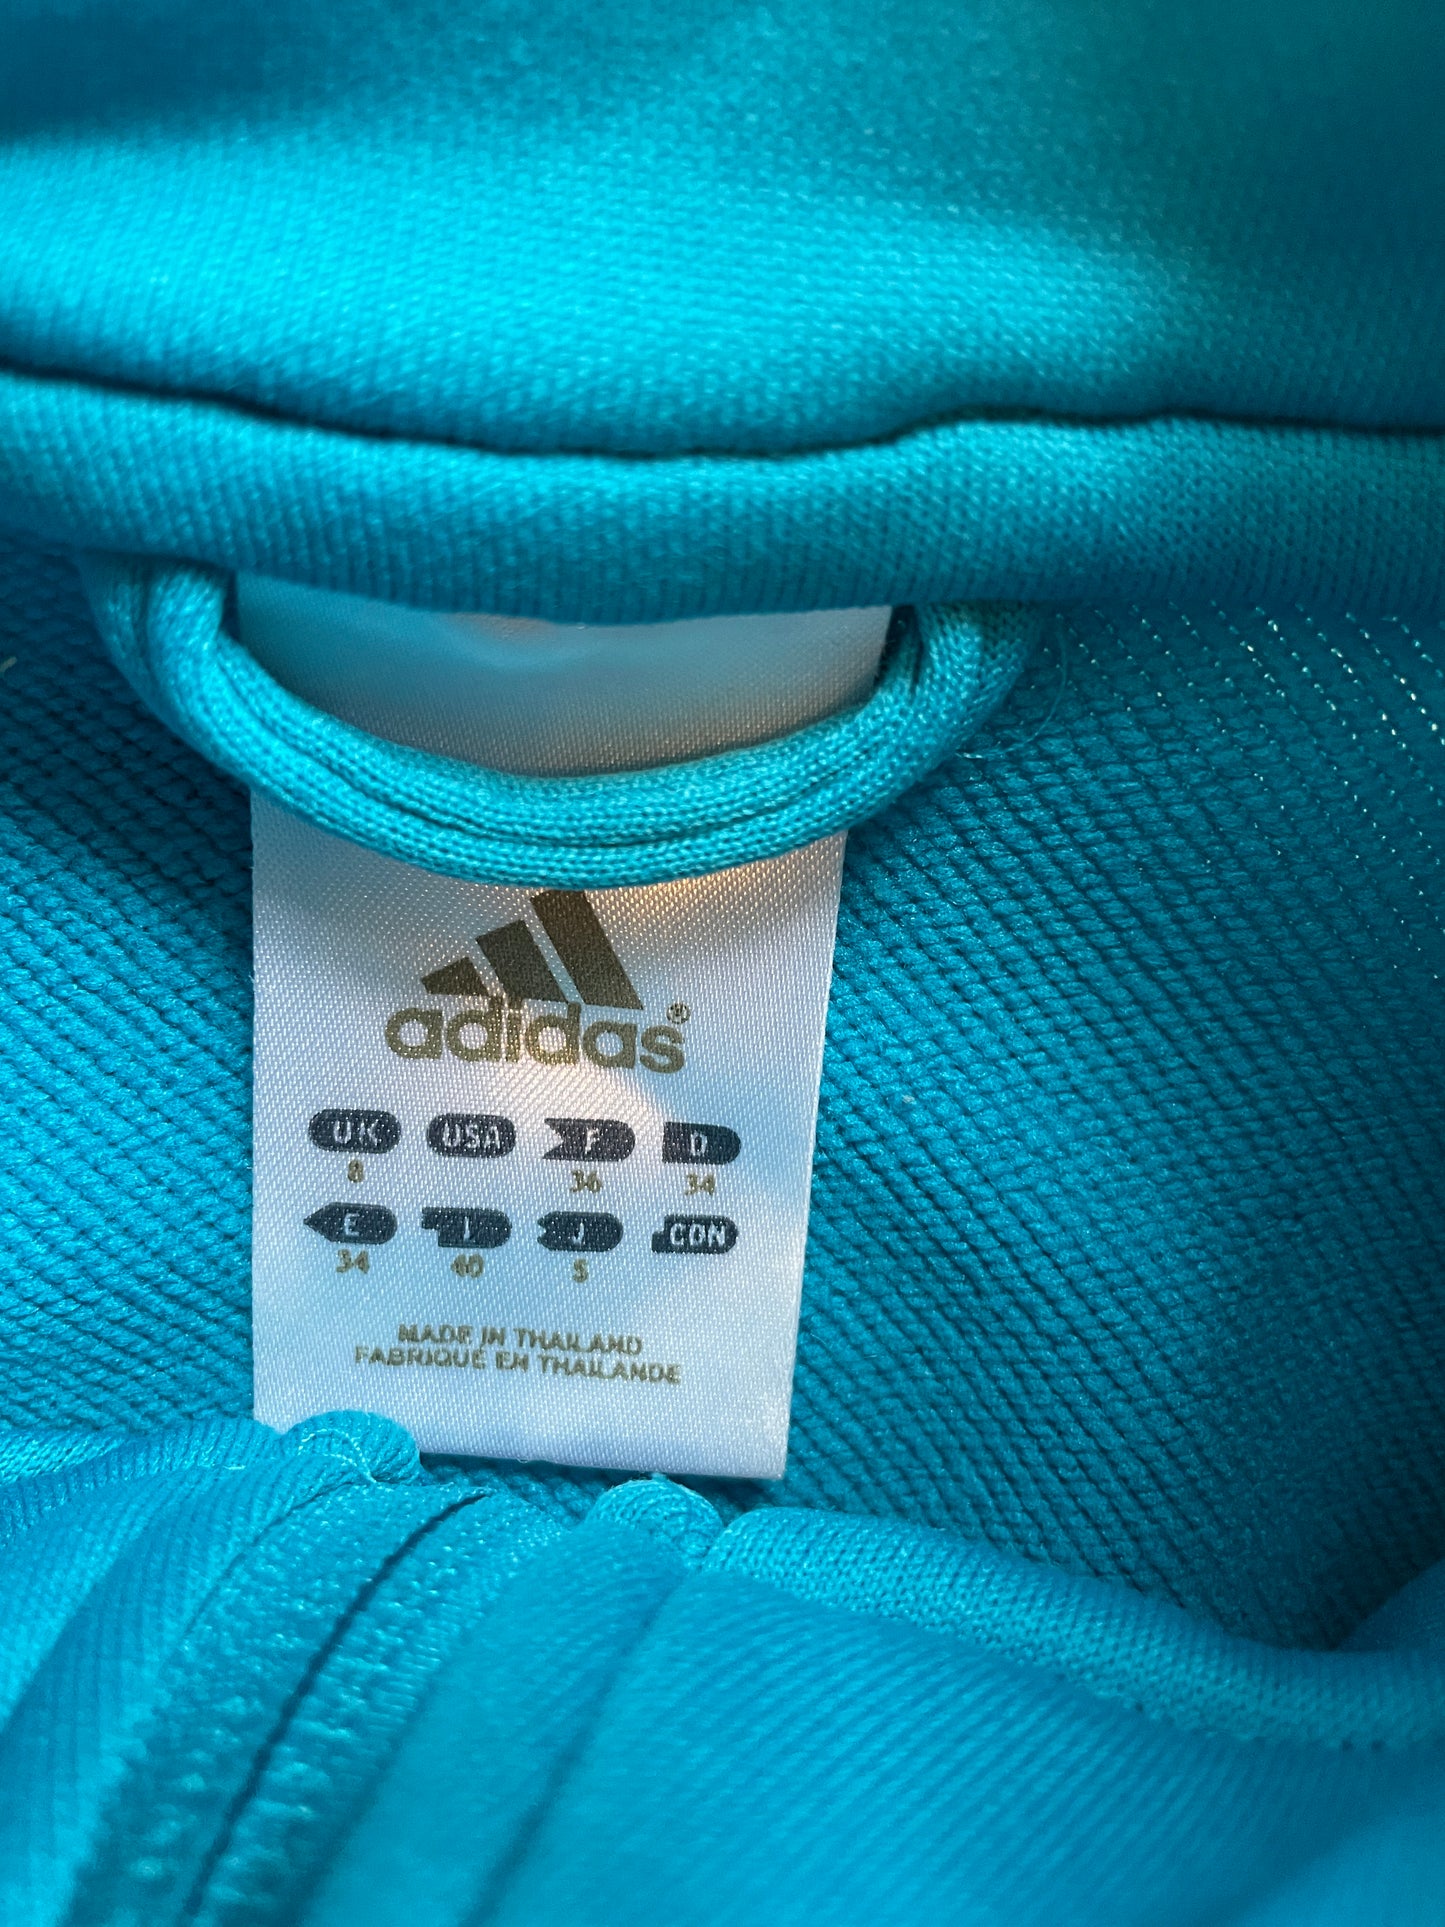 adidas®
UK USA F D
8 36 34
E I J CDN
34 40 S
MADE IN THAILAND
FABRIQUÉ EN THAILANDE